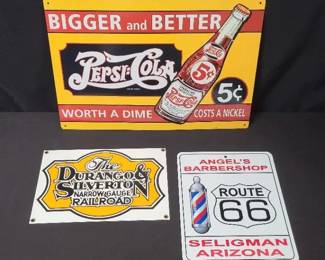 BIGGER and BETTER
PEPSI-COLA
5¢
5¢
WORTH A DIME COSTS A NICKEL
The
DURANGO &
SILVERTON
NARROW GAUGE
RAILROAD
ANGEL'S
BARBERSHOP
ROUTE
66
SELIGMAN
ARIZONA